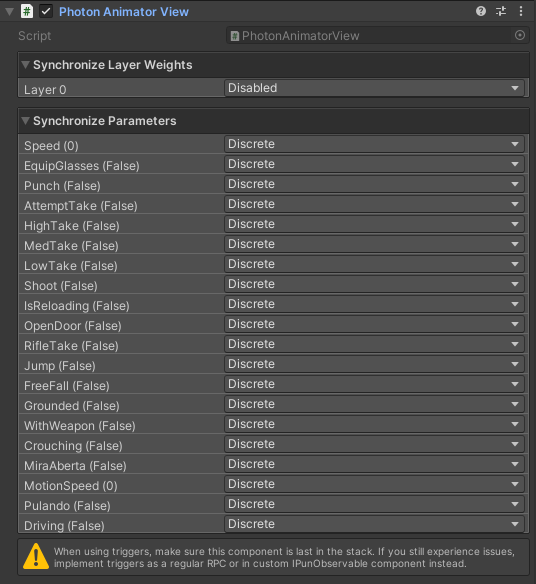 Photon Animator View
Script
PhotonAnimatorView
Synchronize Layer Weights
Layer 0 Disabled
Synchronize Parameters
Speed (0) Discrete
EquipGlasses (False) Discrete
Punch (False) Discrete
AttemptTake (False) Discrete
HighTake (False) Discrete
MedTake (False) Discrete
LowTake (False) Discrete
Shoot (False) Discrete
IsReloading (False) Discrete
OpenDoor (False) Discrete
RifleTake (False) Discrete
Jump (False) Discrete
FreeFall (False) Discrete
Grounded (False) Discrete
WithWeapon (False) Discrete
Crouching (False) Discrete
MiraAberta (False) Discrete
MotionSpeed (0) Discrete
Pulando (False) Discrete
Driving (False) Discrete
When using triggers, make sure this component is last in the stack. If you still experience issues,
implement triggers as a regular RPC or in custom IPunObservable component instead.